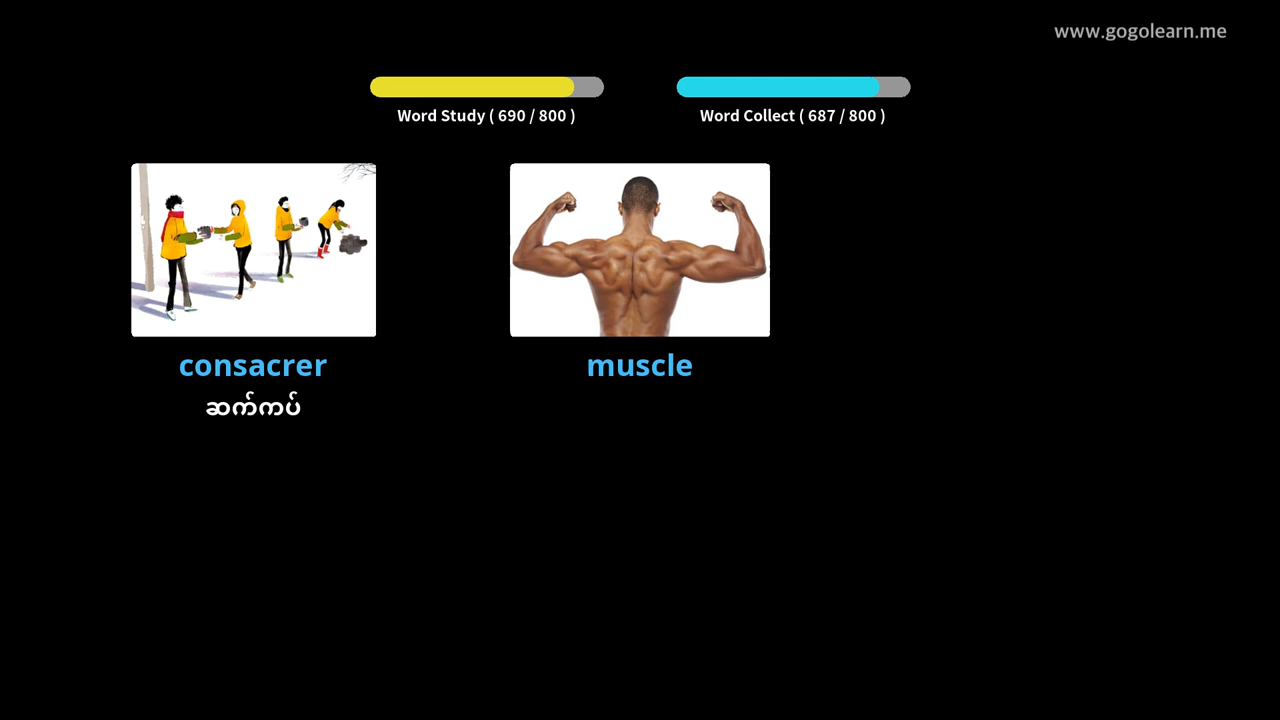 www.gogolearn.me
Word Study ( 690 / 800 )
Word Collect ( 687 / 800 )
consacrer
muscle
ဆက်ကပ်